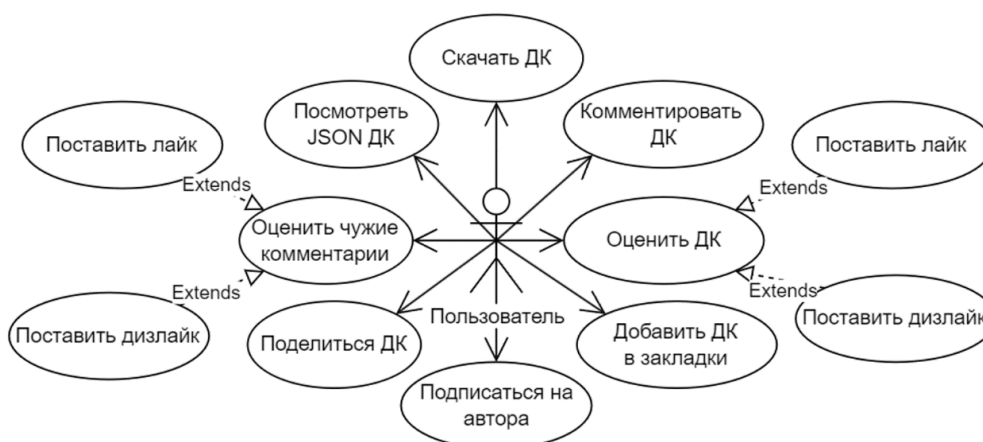 Скачать ДК
Посмотреть
JSON ДК
Комментировать
ДК
Поставить лайк
Поставить лайк
Extends
Extends
Оценить чужие
комментарии
Оценить ДК
Extends
Extends
Поставить дизлайк
Поделиться ДК
Пользователь
Добавить ДК
в закладки
Поставить дизлайк
Подписаться на
автора